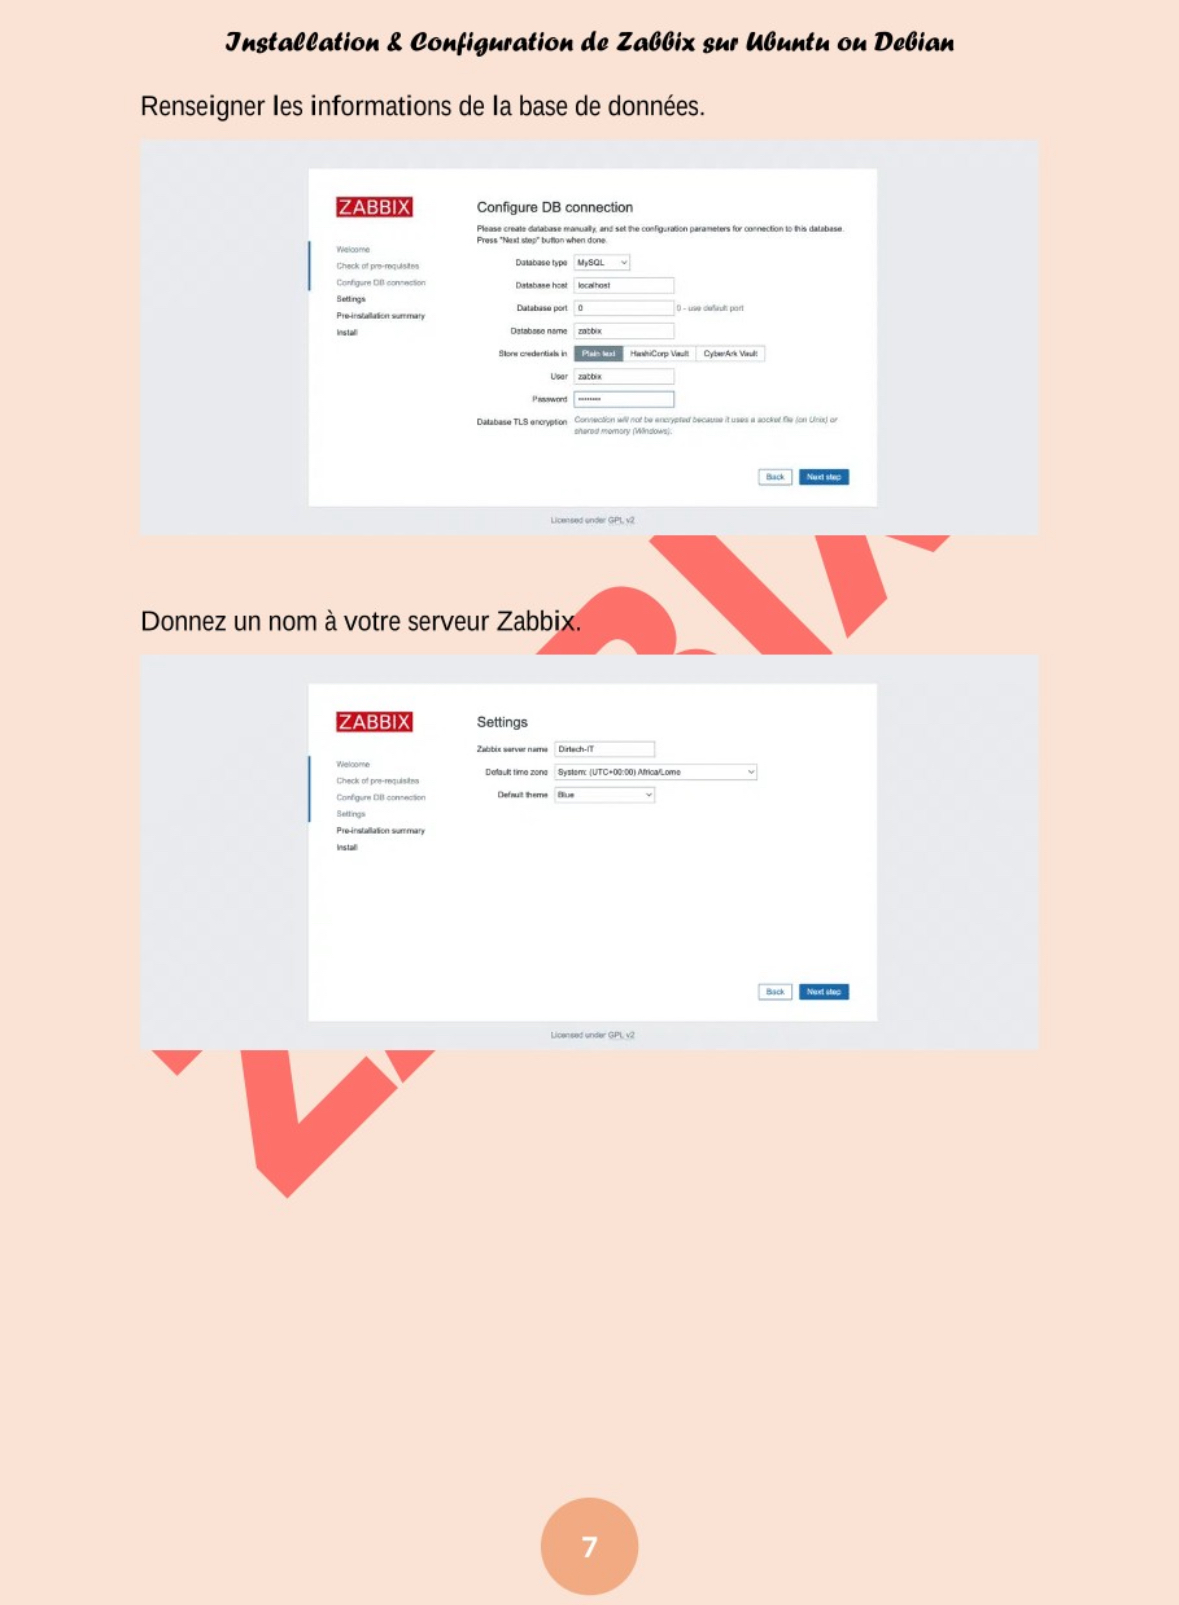 Installation & Configuration de Zabbix sur Ubuntu ou Debian
Renseigner les informations de la base de données.
ZABBIX
Welcome
Check of pre-requisites
Configure DB connection
Settings
Pre-installation summary
Install
Configure DB connection
Please create database manually, and set the configuration parameters for connection to this database.
Press "Next step" button when done.
Database type MySQL
Database host localhost
Database port 0 0 - use default port
Database name zabbix
Store credentials in Plain text HashiCorp Vault CyberArk Vault
User zabbix
Password ••••••••
Database TLS encryption Connection will not be encrypted because it uses a socket file (on Unix) or
shared memory (Windows).
Back Next step
Licensed under GPL v2
Donnez un nom à votre serveur Zabbix.
ZABBIX
Welcome
Check of pre-requisites
Configure DB connection
Settings
Pre-installation summary
Install
Settings
Zabbix server name Dirtech-IT
Default time zone System: (UTC+00:00) Africa/Lome
Default theme Blue
Back Next step
Licensed under GPL v2
7